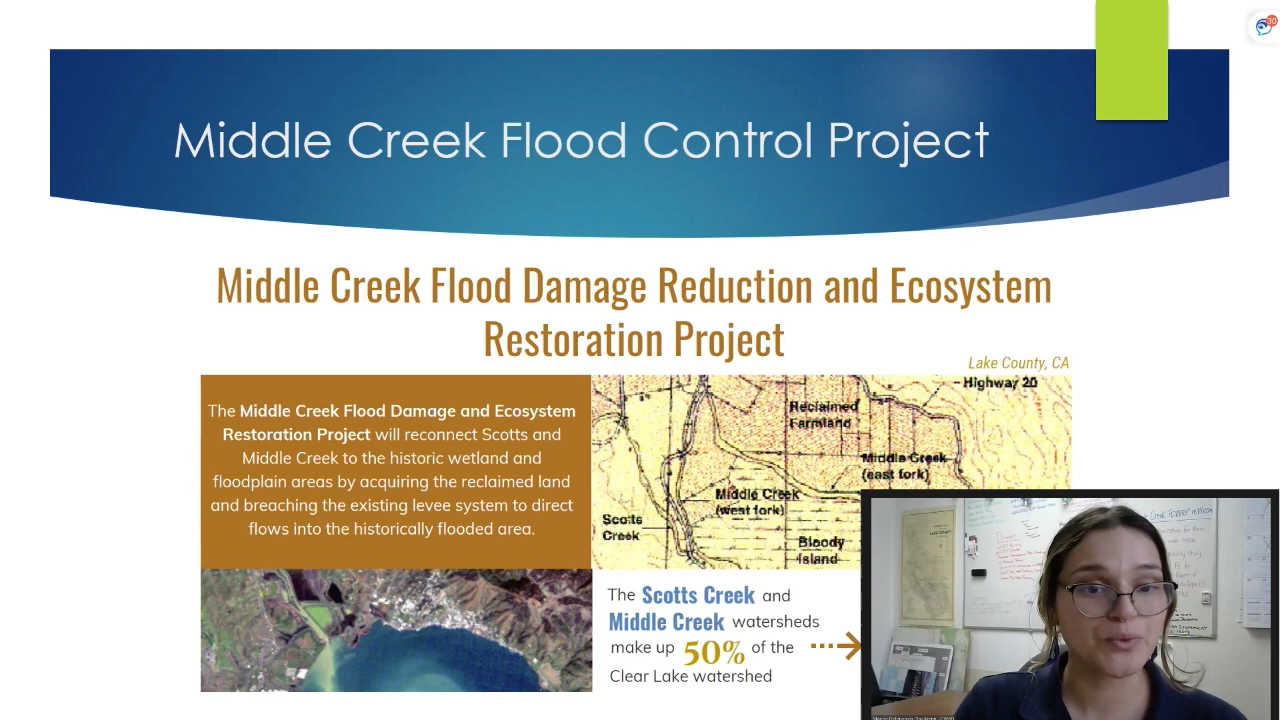 Middle Creek Flood Control Project
Middle Creek Flood Damage Reduction and Ecosystem
Restoration Project
Lake County, CA
The Middle Creek Flood Damage and Ecosystem
Restoration Project will reconnect Scotts and
Middle Creek to the historic wetland and
floodplain areas by acquiring the reclaimed land
and breaching the existing levee system to direct
flows into the historically flooded area.
Highway 20
Reclaimed
Farmland
Middle Creek
(east fork)
Middle Creek
(west fork)
Scotts
Creek
Bloody
Island
The Scotts Creek and
Middle Creek watersheds
make up 50% of the
Clear Lake watershed